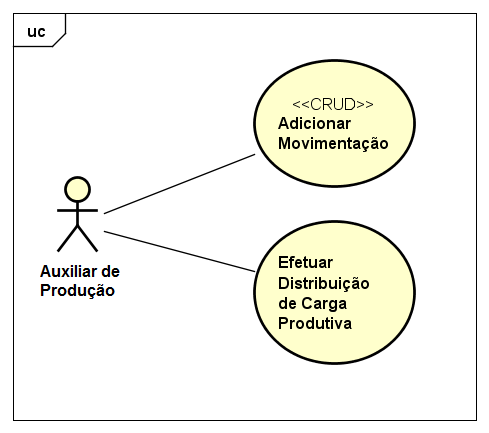 uc
<<CRUD>>
Adicionar
Movimentação
Auxiliar de
Produção
Efetuar
Distribuição
de Carga
Produtiva